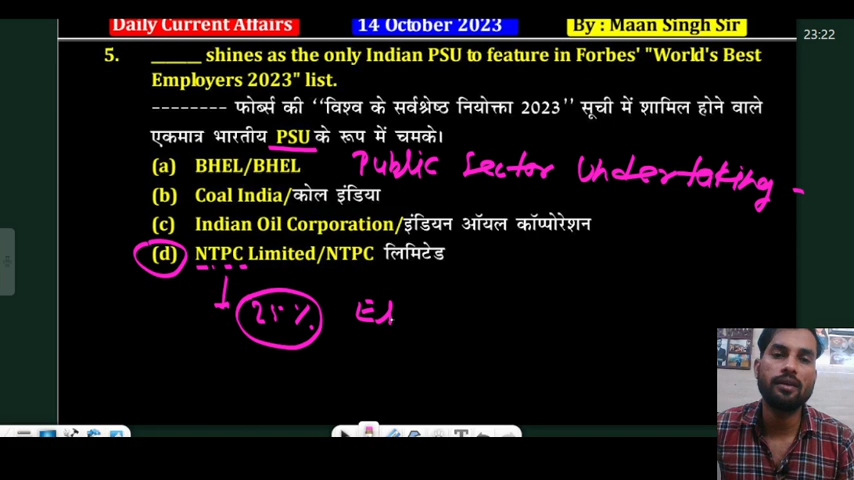 Daily Current Affairs 14 October 2023 By : Maan Singh Sir
23:22
5. ______ shines as the only Indian PSU to feature in Forbes' "World's Best
Employers 2023" list.
-------- फोर्ब्स की ‘‘विश्व के सर्वश्रेष्ठ नियोक्ता 2023’’ सूची में शामिल होने वाले
एकमात्र भारतीय PSU के रूप में चमके।
(a) BHEL/BHEL Public Sector Undertaking -
(b) Coal India/कोल इंडिया
(c) Indian Oil Corporation/इंडियन ऑयल कॉर्पोरेशन
(d) NTPC Limited/NTPC लिमिटेड
25 %.